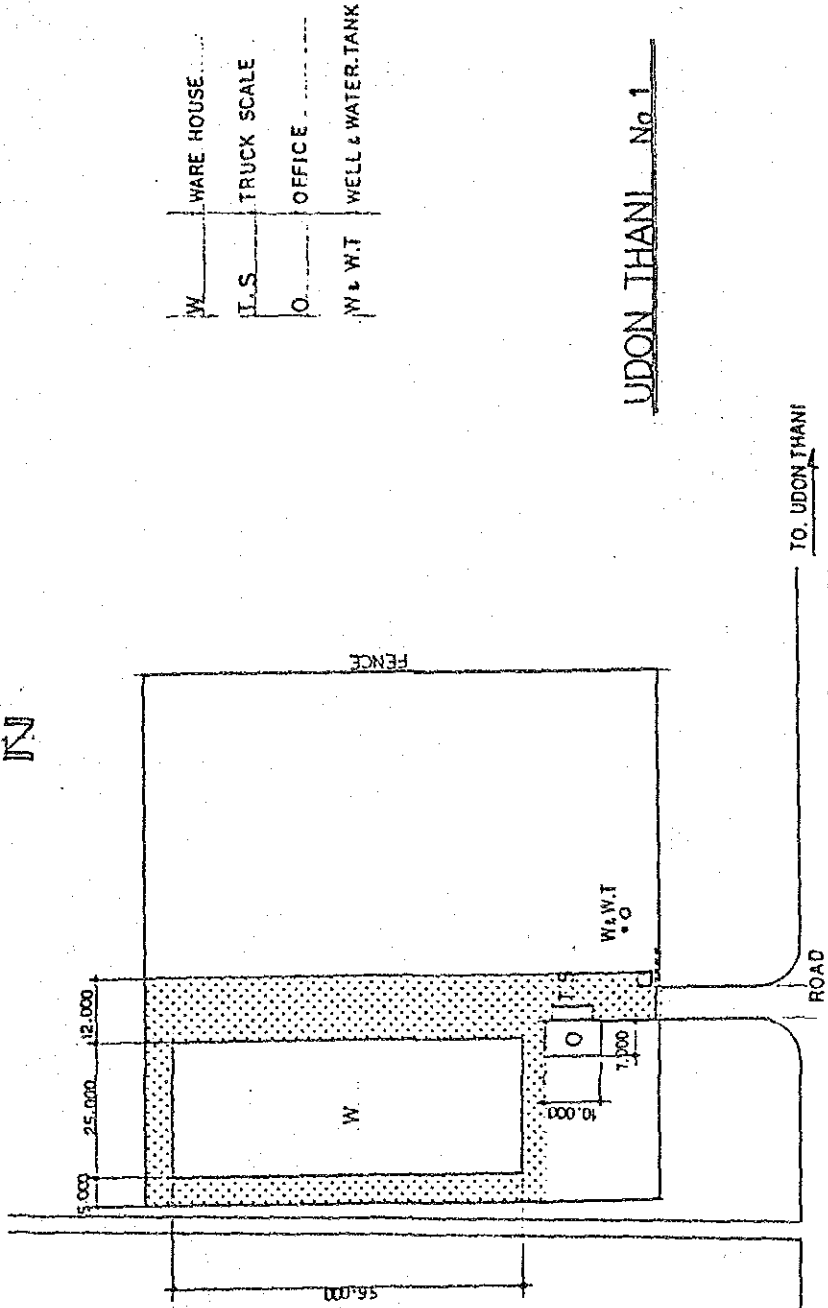 N
W WARE HOUSE
T.S TRUCK SCALE
O OFFICE
W & W.T WELL & WATER.TANK
UDON THANI No 1
FENCE
5.000 25.000 12.000
56.000
W
T.S
W & W.T
O
10.000
7.000
ROAD
TO. UDON THANI